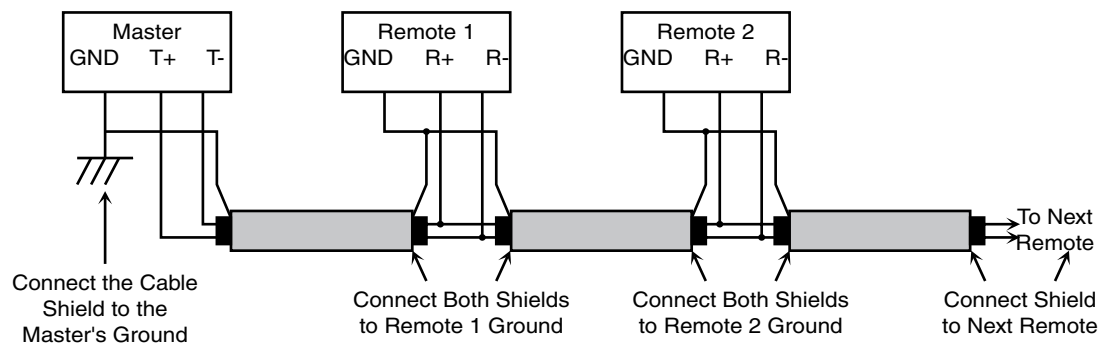 Master
GND T+ T-
Remote 1
GND R+ R-
Remote 2
GND R+ R-
To Next
Remote
Connect the Cable
Shield to the
Master's Ground
Connect Both Shields
to Remote 1 Ground
Connect Both Shields
to Remote 2 Ground
Connect Shield
to Next Remote